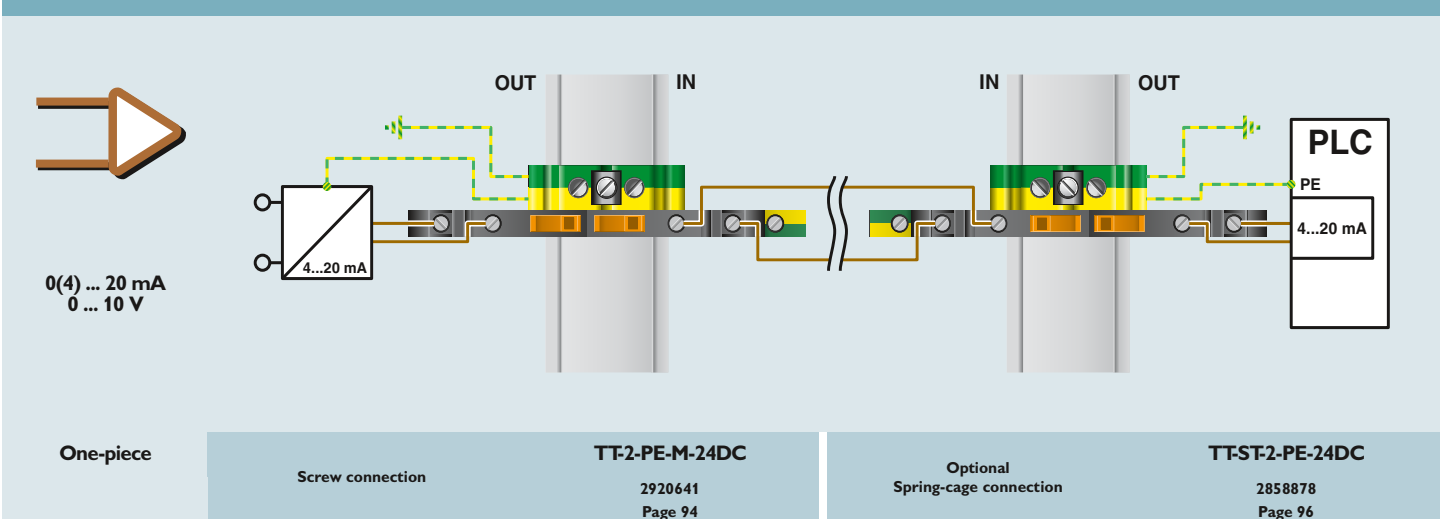 OUT IN
IN OUT
PLC
PE
4...20 mA
4...20 mA
0(4) ... 20 mA
0 ... 10 V
One-piece
Screw connection
TT-2-PE-M-24DC
2920641
Page 94
Optional
Spring-cage connection
TT-ST-2-PE-24DC
2858878
Page 96